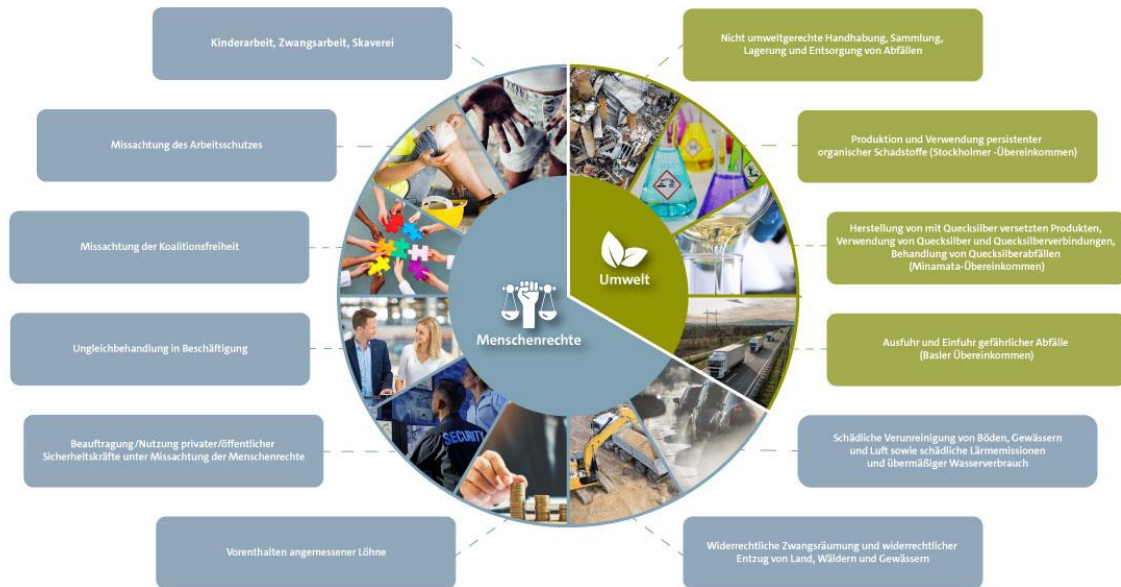 Kinderarbeit, Zwangsarbeit, Skaverei
Nicht umweltgerechte Handhabung, Sammlung,
Lagerung und Entsorgung von Abfällen
Missachtung des Arbeitsschutzes
Produktion und Verwendung persistenter
organischer Schadstoffe (Stockholmer -Übereinkommen)
Missachtung der Koalitionsfreiheit
Herstellung von mit Quecksilber versetzten Produkten,
Verwendung von Quecksilber und Quecksilberverbindungen,
Behandlung von Quecksilberabfällen
(Minamata-Übereinkommen)
Umwelt
Menschenrechte
Ungleichbehandlung in Beschäftigung
Ausfuhr und Einfuhr gefährlicher Abfälle
(Basler Übereinkommen)
Beauftragung/Nutzung privater/öffentlicher
Sicherheitskräfte unter Missachtung der Menschenrechte
SECURITY
Schädliche Verunreinigung von Böden, Gewässern
und Luft sowie schädliche Lärmemissionen
und übermäßiger Wasserverbrauch
Vorenthalten angemessener Löhne
Widerrechtliche Zwangsräumung und widerrechtlicher
Entzug von Land, Wäldern und Gewässern